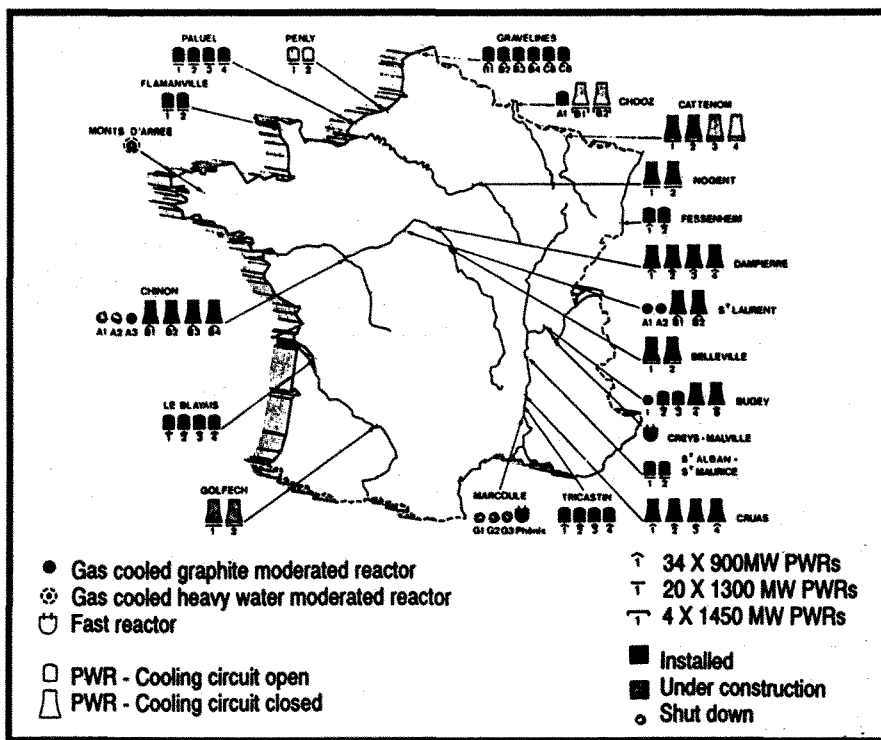 PALUEL
1 2 3 4
PENLY
1 2
GRAVELINES
B1 B2 B3 B4 C5 C6
FLAMANVILLE
1 2
CHOOZ
A1 B1 B2
CATTENOM
1 2 3 4
MONTS D'ARREE
NOGENT
1 2
FESSENHEIM
1 2
DAMPIERRE
1 2 3 4
CHINON
A1 A2 A3 B1 B2 B3 B4
ST LAURENT
A1 A2 B1 B2
BELLEVILLE
1 2
LE BLAYAIS
1 2 3 4
BUGEY
1 2 3 4 5
CREYS-MALVILLE
ST ALBAN -
ST MAURICE
1 2
GOLFECH
1 2
MARCOULE
G1 G2 G3 Phénix
TRICASTIN
1 2 3 4
CRUAS
1 2 3 4
Gas cooled graphite moderated reactor
Gas cooled heavy water moderated reactor
Fast reactor
PWR - Cooling circuit open
PWR - Cooling circuit closed
1 34 X 900MW PWRs
1 20 X 1300 MW PWRs
1 4 X 1450 MW PWRs
Installed
Under construction
Shut down